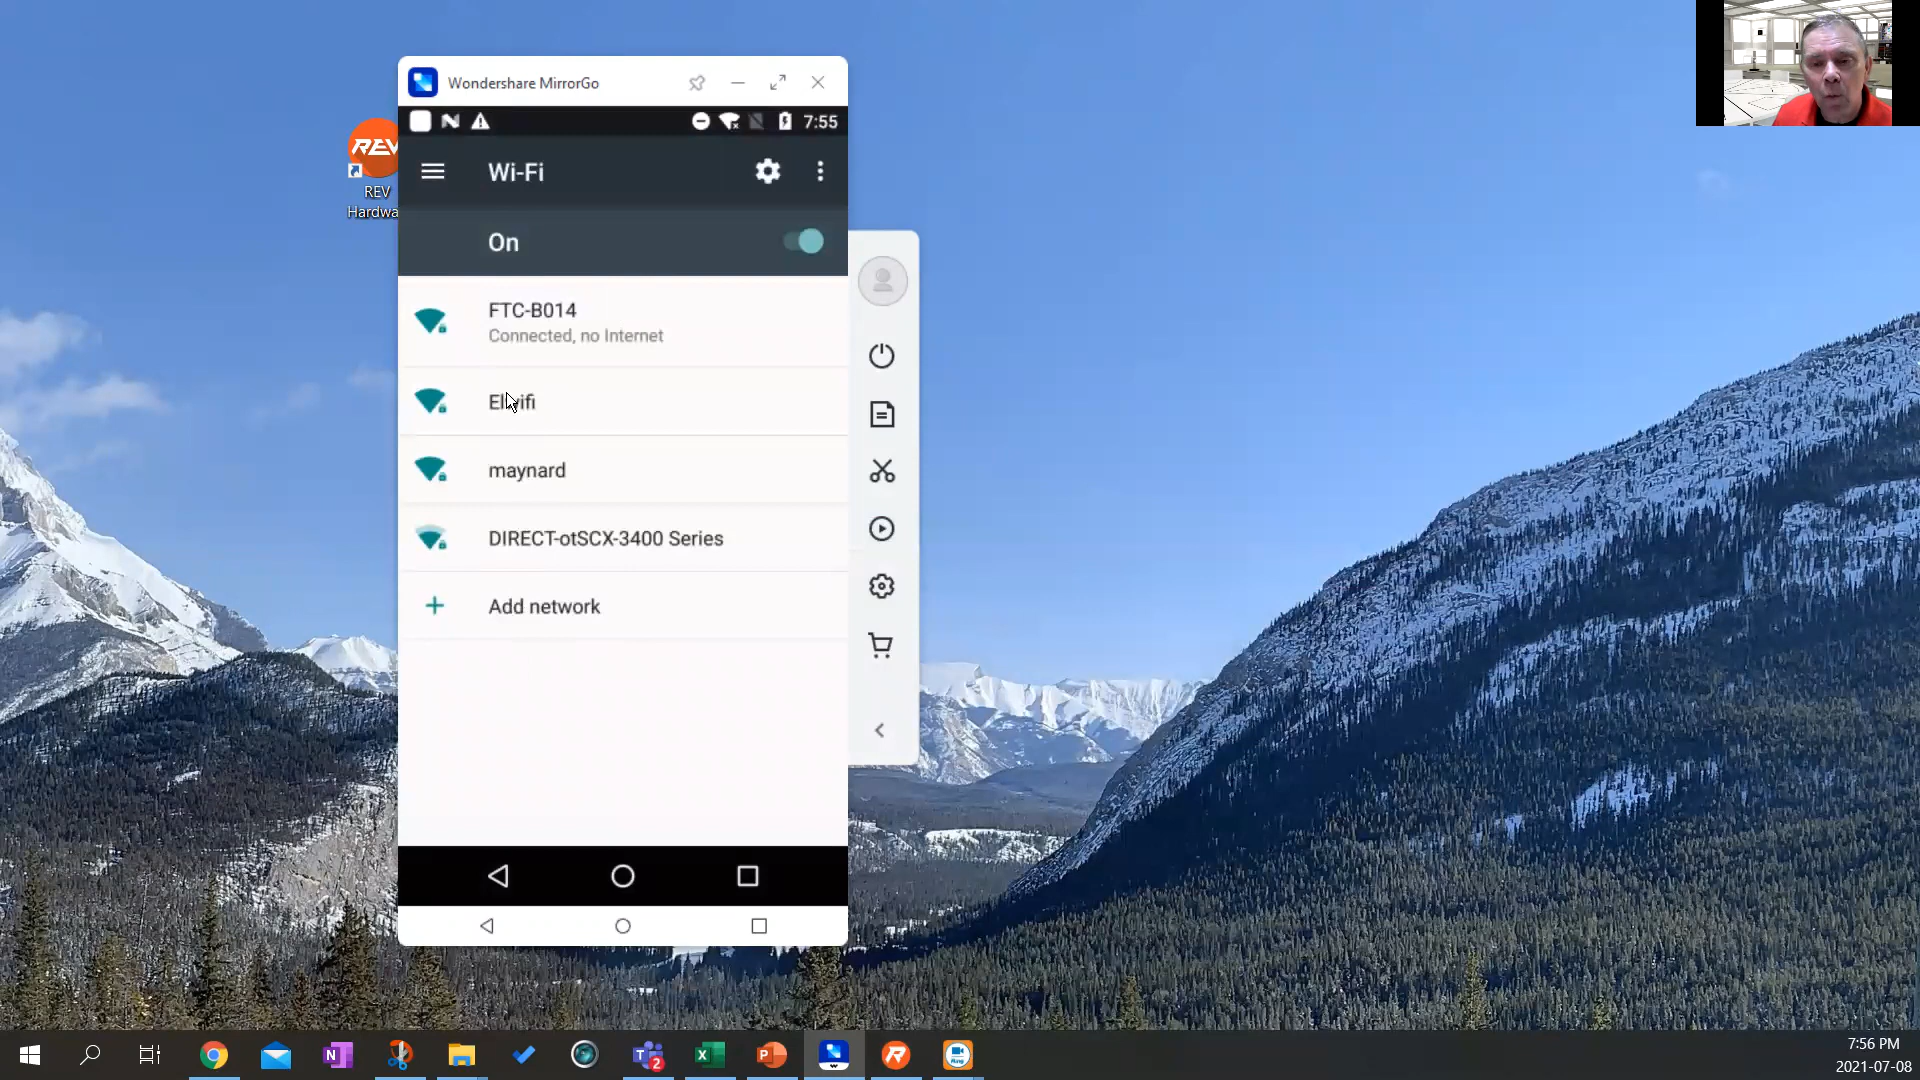 Wondershare MirrorGo
7:55
Wi-Fi
On
FTC-B014
Connected, no Internet
maynard
DIRECT-otSCX-3400 Series
Add network
REV
REV
Hardwa
2
7:56 PM
2021-07-08